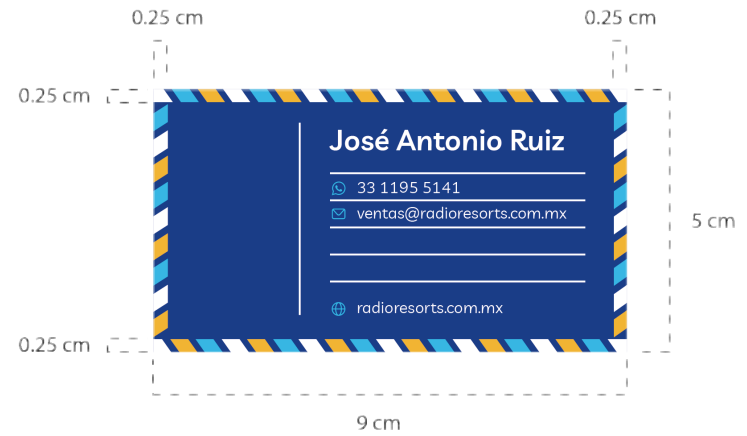 0.25 cm
0.25 cm
0.25 cm
José Antonio Ruiz
33 1195 5141
ventas@radioresorts.com.mx
5 cm
radioresorts.com.mx
0.25 cm
9 cm